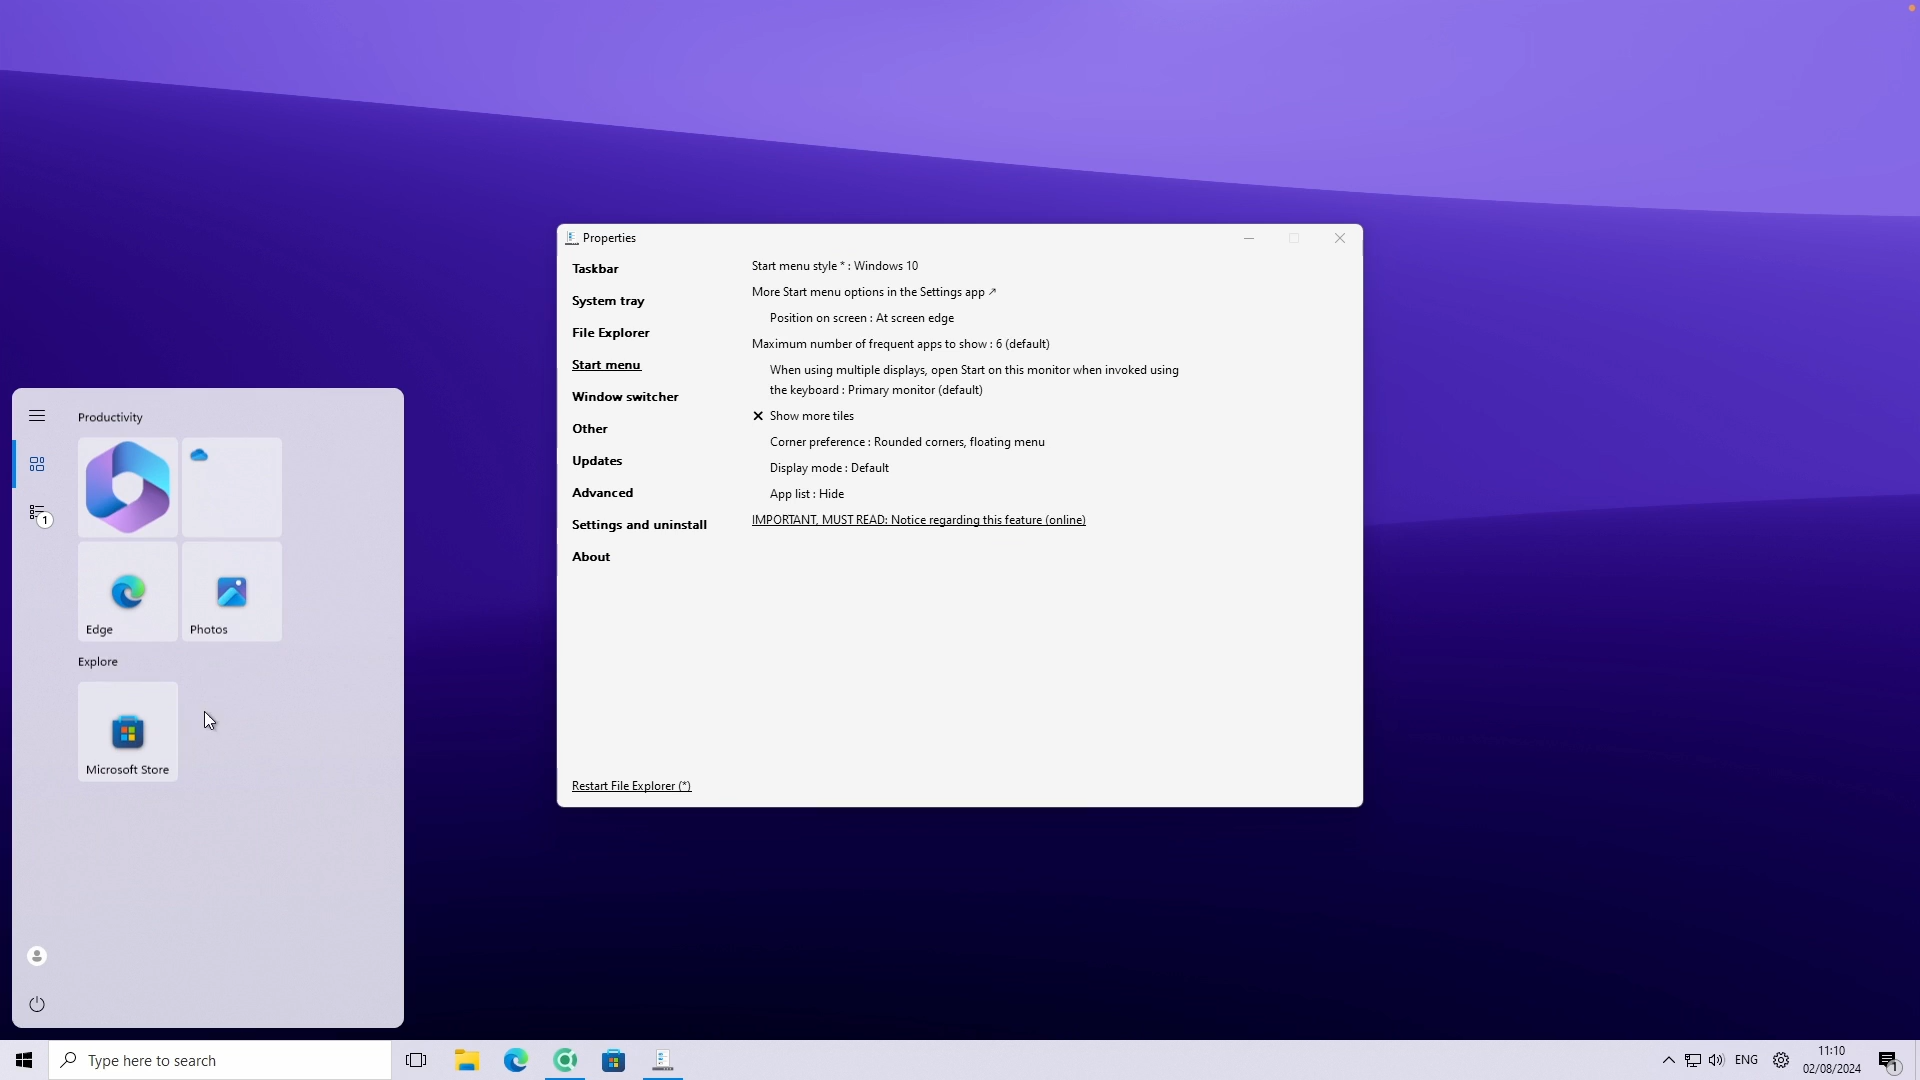 Properties
Taskbar
System tray
File Explorer
Start menu
Window switcher
Other
Updates
Advanced
Settings and uninstall
About
Start menu style * : Windows 10
More Start menu options in the Settings app ↗
Position on screen : At screen edge
Maximum number of frequent apps to show : 6 (default)
When using multiple displays, open Start on this monitor when invoked using
the keyboard : Primary monitor (default)
Show more tiles
Corner preference : Rounded corners, floating menu
Display mode : Default
App list : Hide
IMPORTANT, MUST READ: Notice regarding this feature (online)
Restart File Explorer (*)
Productivity
1
Edge
Photos
Explore
Microsoft Store
Type here to search
ENG
11:10
02/08/2024
1